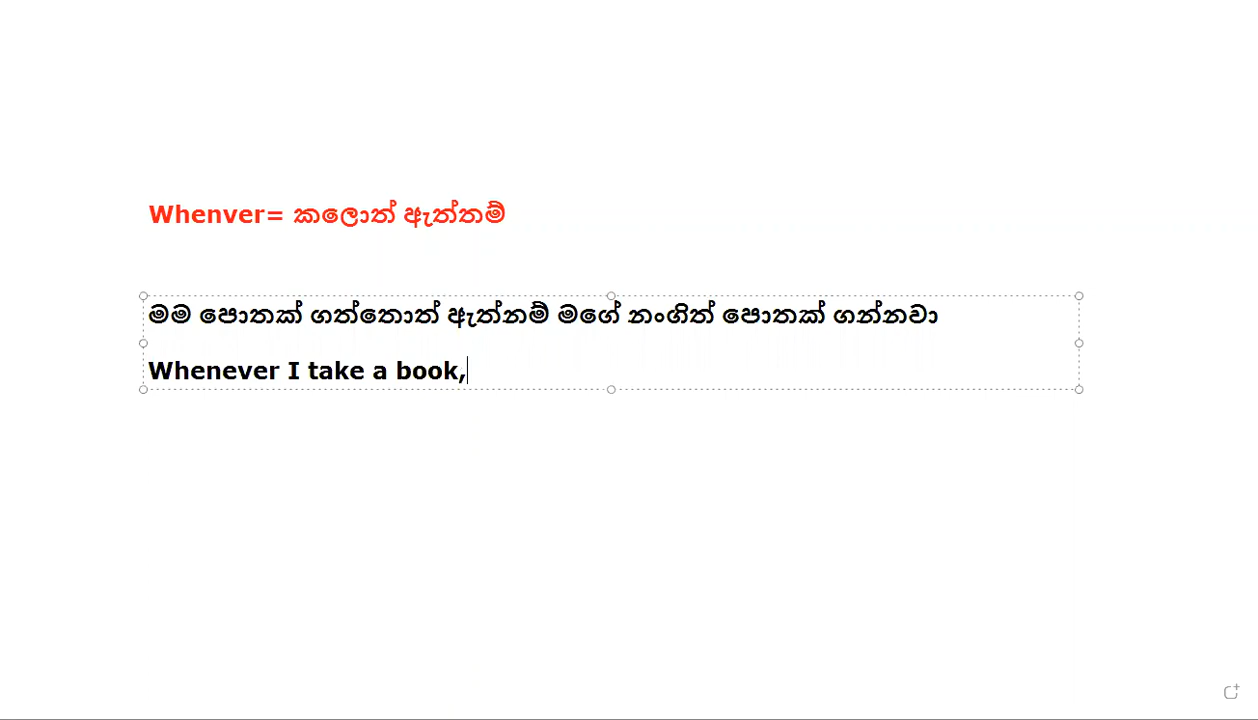 Whenver= කලොත් ඇත්තම්
මම පොතක් ගත්තොත් ඇත්නම් මගේ නංගිත් පොතක් ගන්නවා
Whenever I take a book,